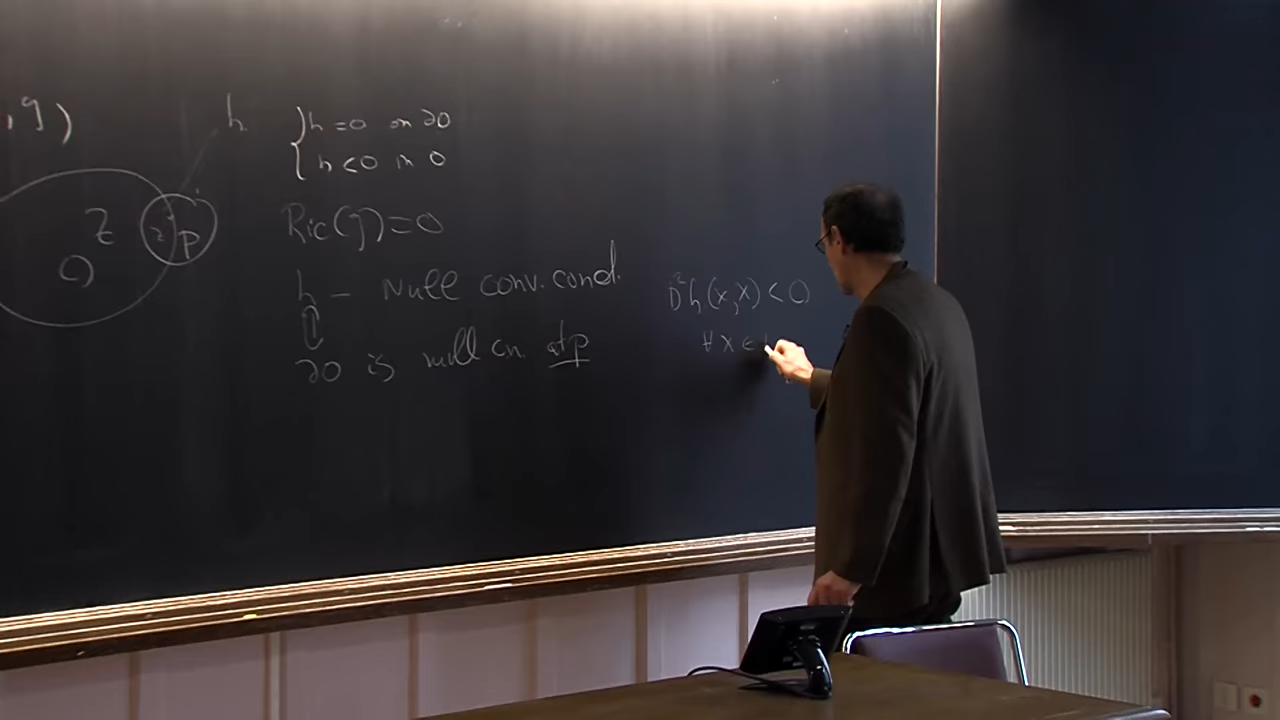 , g)
h
{ h = 0 on ∂O
h < 0 in O
Z
p
O
Ric(g) = 0
h – Null conv. cond.
⇕
∂O is null cn. at p
D²h(X,X) < 0
∀ X ∈